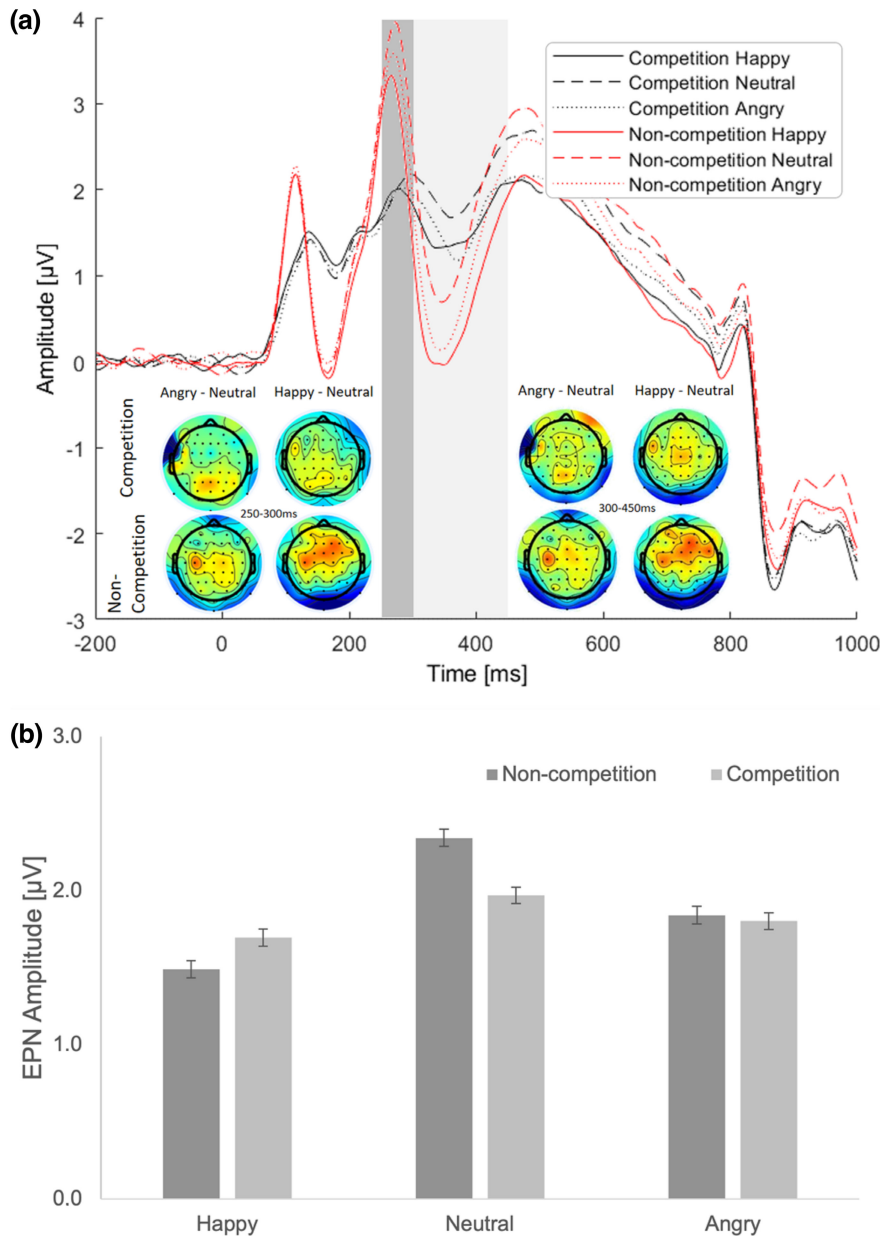 (a)
4
3
2
1
0
-1
-2
-3
Amplitude [µV]
Competition Happy
Competition Neutral
Competition Angry
Non-competition Happy
Non-competition Neutral
Non-competition Angry
Angry - Neutral
Happy - Neutral
Angry - Neutral
Happy - Neutral
Competition
250-300ms
300-450ms
Non-
Competition
-200
0
200
400
600
800
1000
Time [ms]
(b)
3.0
2.0
1.0
0.0
EPN Amplitude [µV]
Non-competition
Competition
Happy
Neutral
Angry